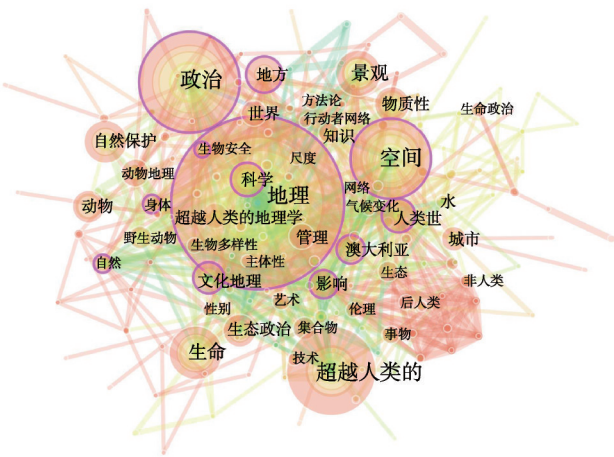 政治
地方
景观
世界
方法论
物质性
行动者网络
生命政治
自然保护
知识
生物安全
尺度
空间
动物地理
科学
网络
地理
动物
身体
气候变化
水
超越人类的地理学
人类世
野生动物
生物多样性
管理
城市
澳大利亚
自然
主体性
生态
文化地理
影响
非人类
性别
艺术
伦理
后人类
生态政治
集合物
事物
生命
技术
超越人类的